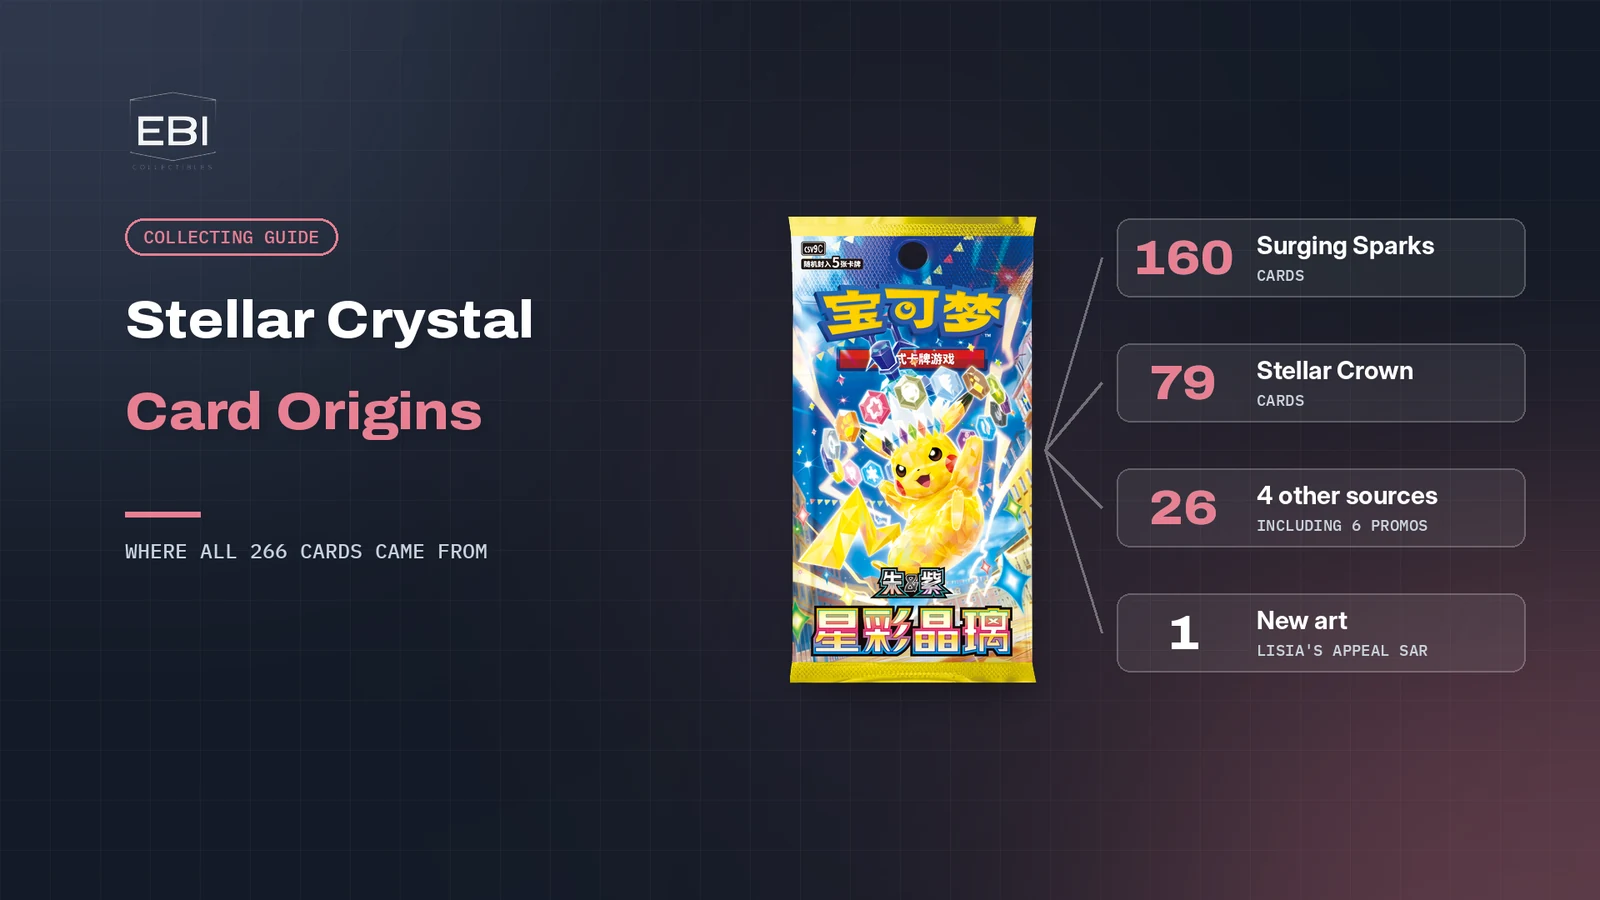 EBI
COLLECTIBLES
COLLECTING GUIDE
Stellar Crystal
Card Origins
WHERE ALL 266 CARDS CAME FROM
csv9C
随机封入5张卡牌
宝可梦
TM
式卡牌游戏
朱紫
星彩晶璃
160
Surging Sparks
CARDS
79
Stellar Crown
CARDS
26
4 other sources
INCLUDING 6 PROMOS
1
New art
LISIA'S APPEAL SAR